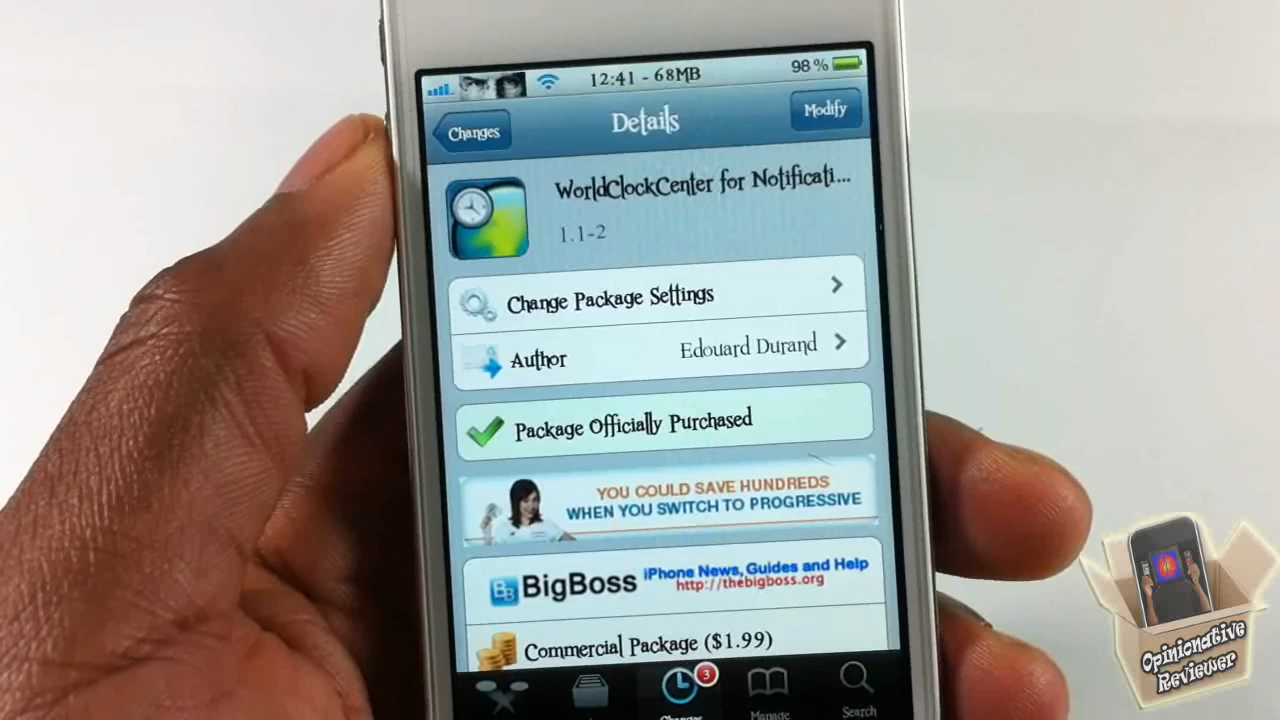 12:41 - 68MB
98%
Changes
Details
Modify
WorldClockCenter for Notificati...
1.1-2
Change Package Settings
Author
Edouard Durand
Package Officially Purchased
YOU COULD SAVE HUNDREDS
WHEN YOU SWITCH TO PROGRESSIVE
BB
BigBoss
iPhone News, Guides and Help
http://thebigboss.org
Commercial Package ($1.99)
3
Changes
Manage
Search
Opinionative
Reviewer